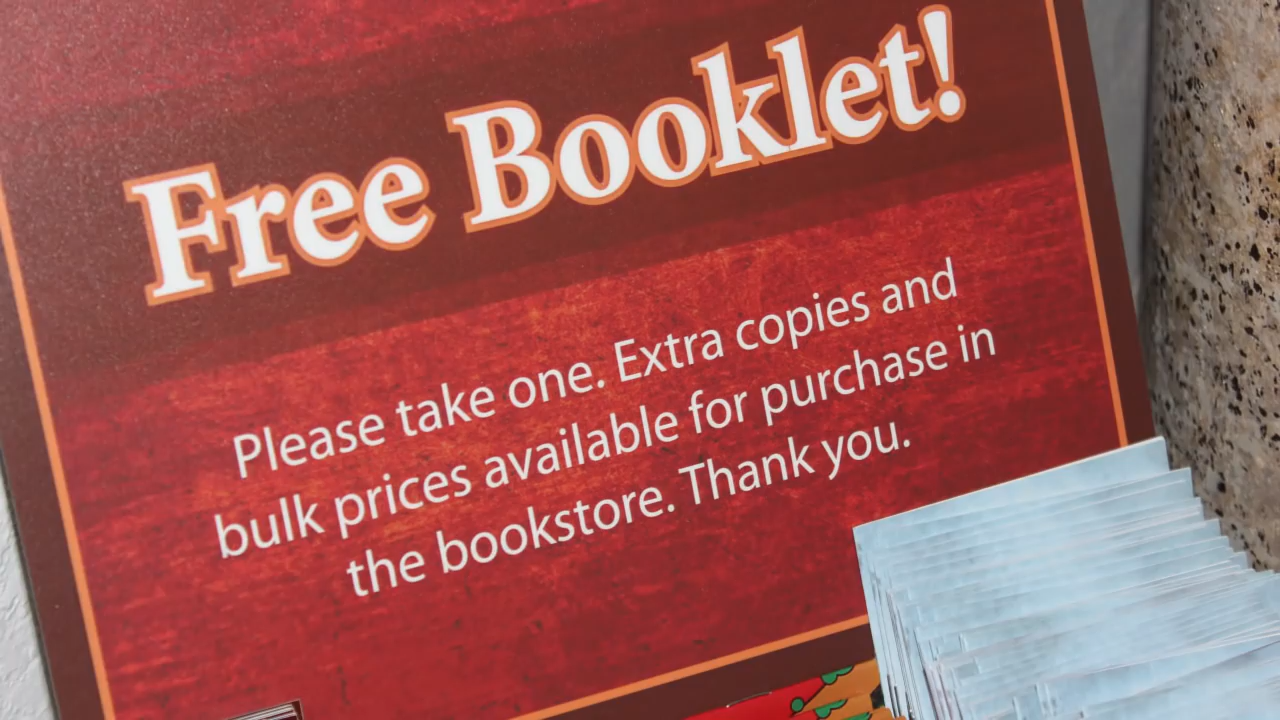 Free Booklet!
Please take one. Extra copies and
bulk prices available for purchase in
the bookstore. Thank you.